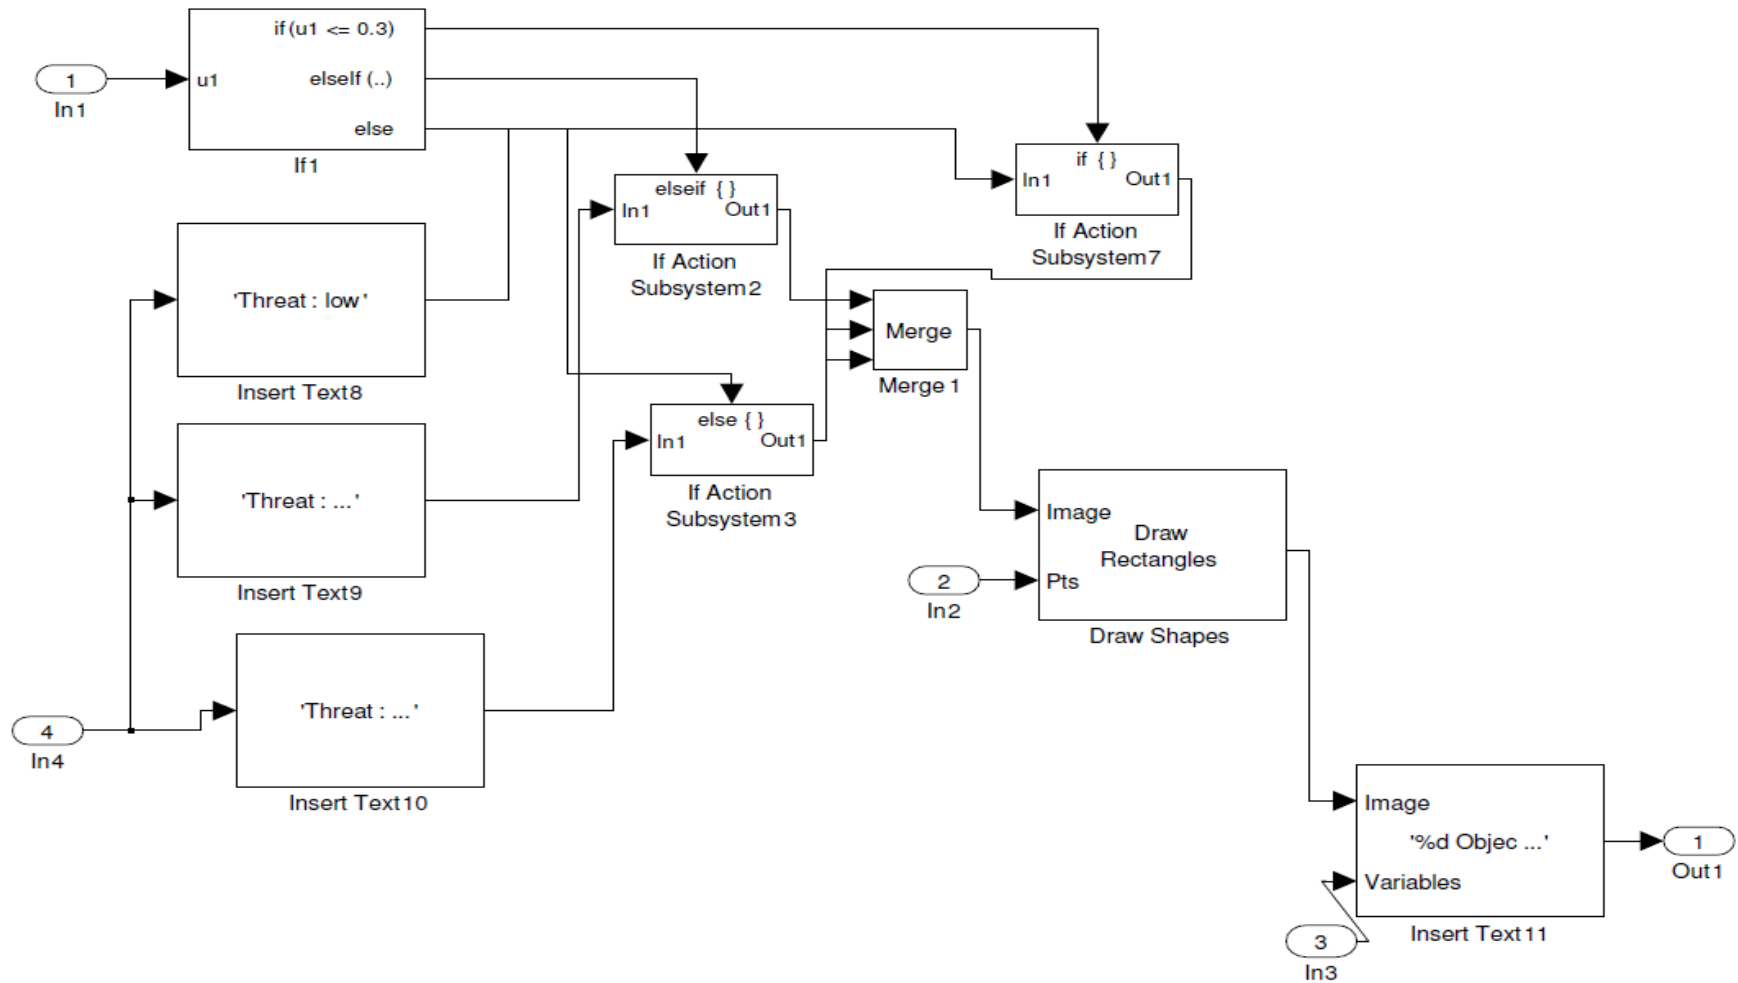 if(u1 <= 0.3)
1
u1
elseIf (..)
In1
else
If1
if { }
In1
Out1
If Action
Subsystem7
elseif { }
In1
Out1
If Action
Subsystem2
'Threat : low'
Insert Text8
Merge
Merge 1
else { }
In1
Out1
If Action
Subsystem3
'Threat : ...'
Insert Text9
Image
Draw
Rectangles
Pts
Draw Shapes
2
In2
'Threat : ...'
Insert Text10
4
In4
Image
'%d Objec ...'
Variables
Insert Text11
1
Out1
3
In3